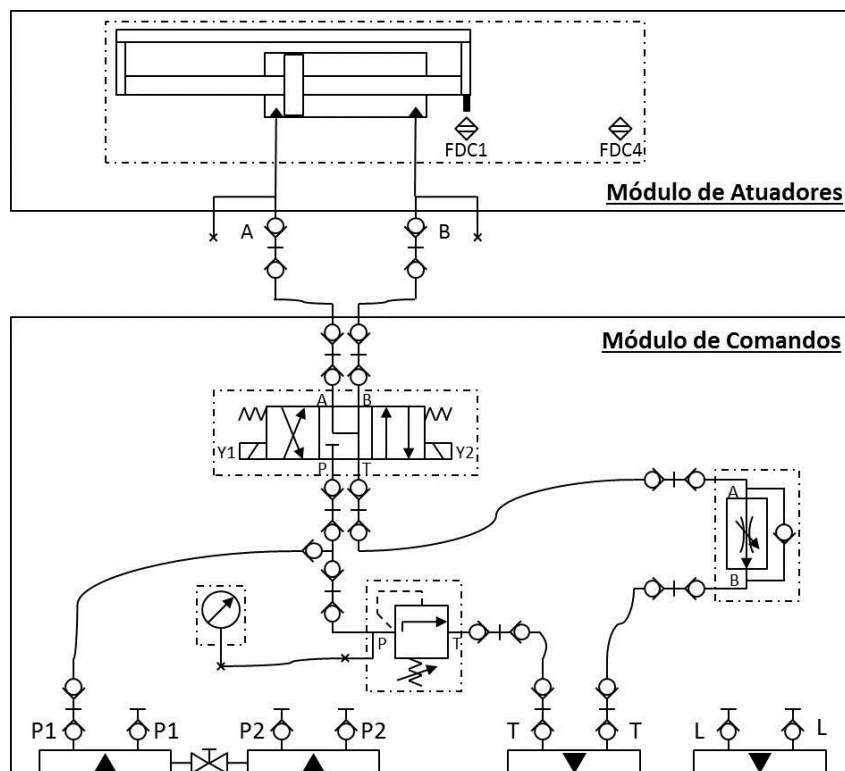 FDC1 FDC4
Módulo de Atuadores
A B
Módulo de Comandos
A B
Y1 Y2
P T
A
B
P T
P1 P1 P2 P2 T T L L